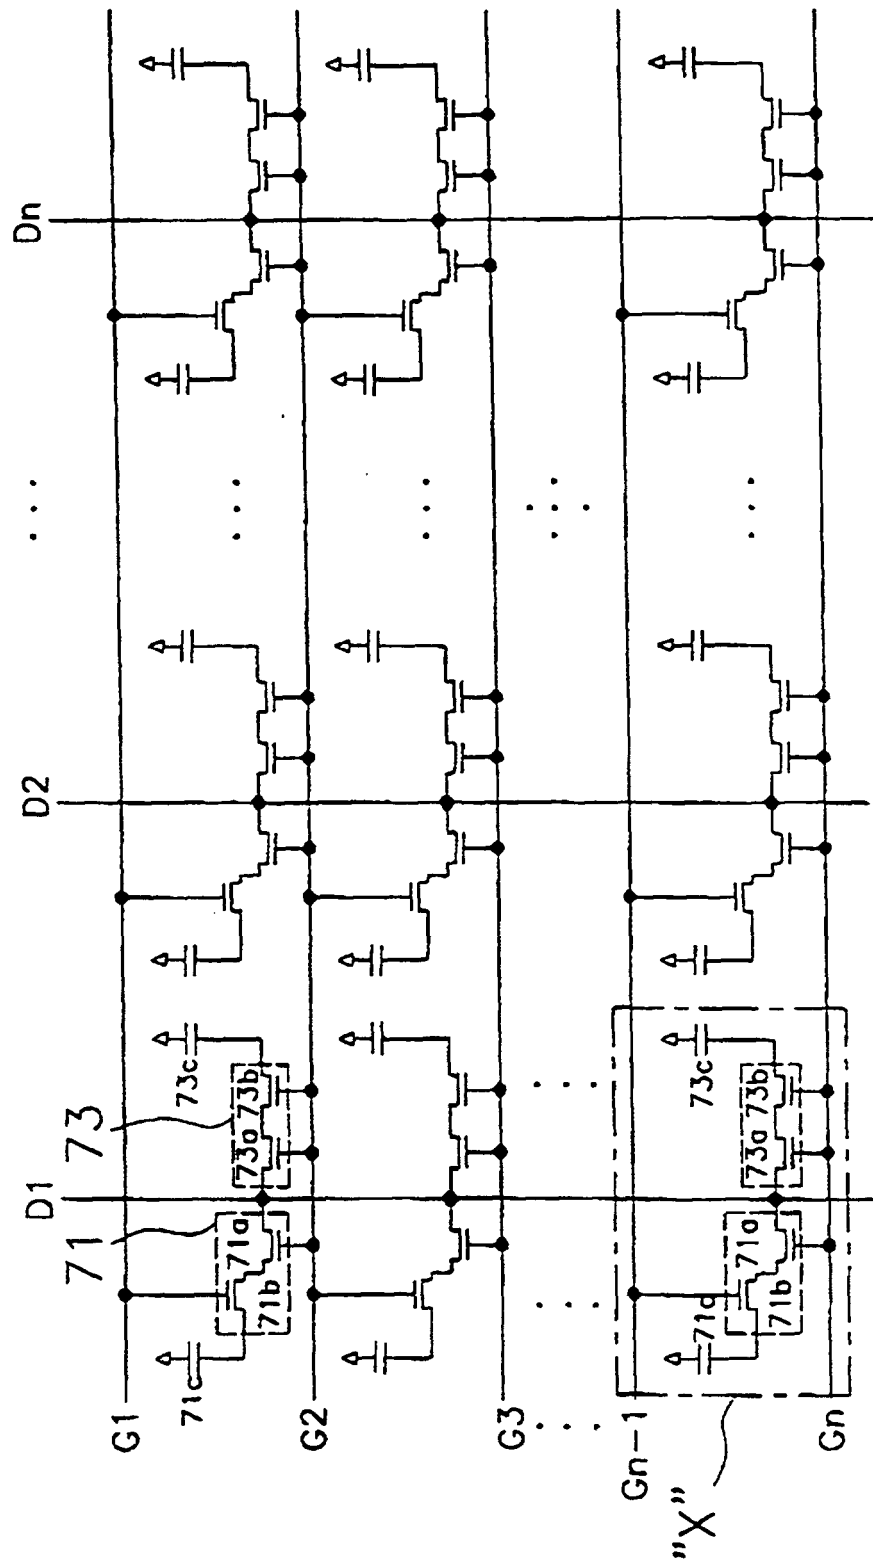 D1
D2
Dn
71
73
...
G1
71c
71b
71a
73a
73b
73c
...
G2
...
G3
...
...
...
...
Gn-1
71c
71b
71a
73a
73b
73c
...
Gn
"X"